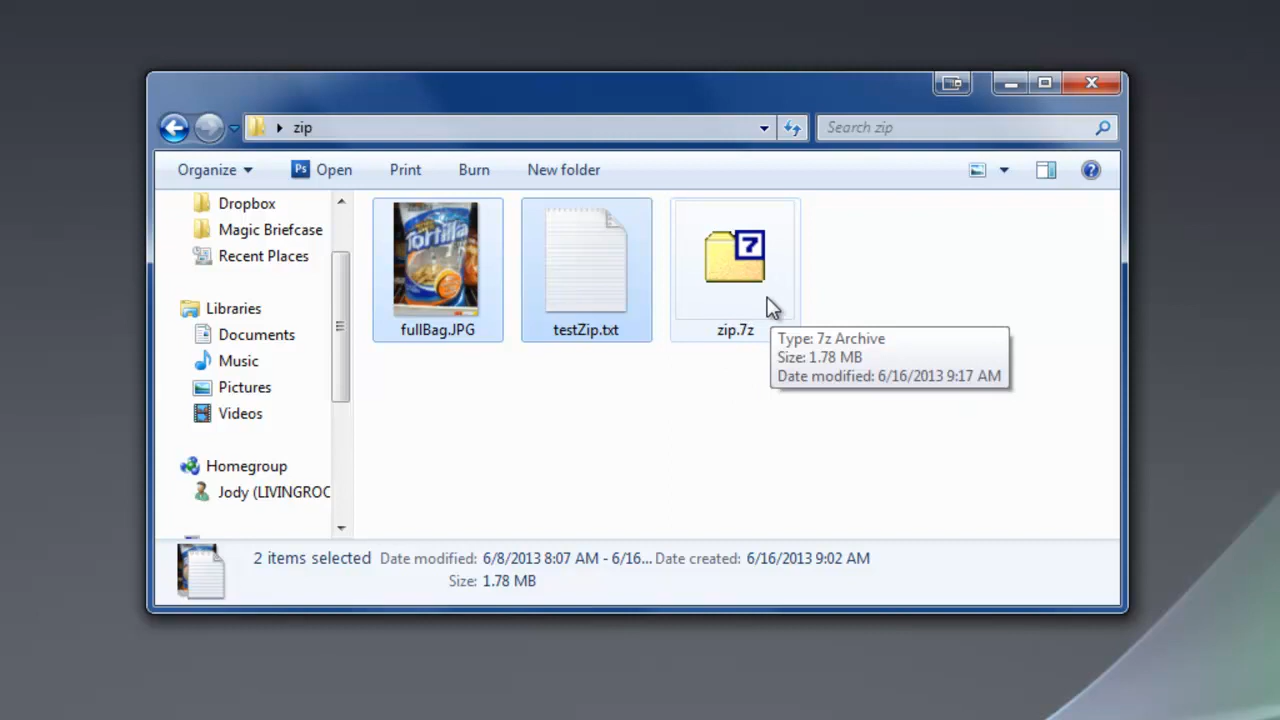 zip
Search zip
Organize
Ps
Open
Print
Burn
New folder
Dropbox
Magic Briefcase
Recent Places
Libraries
Documents
Music
Pictures
Videos
Homegroup
Jody (LIVINGROC
Tortilla
fullBag.JPG
testZip.txt
7
zip.7z
Type: 7z Archive
Size: 1.78 MB
Date modified: 6/16/2013 9:17 AM
2 items selected Date modified: 6/8/2013 8:07 AM - 6/16... Date created: 6/16/2013 9:02 AM
Size: 1.78 MB